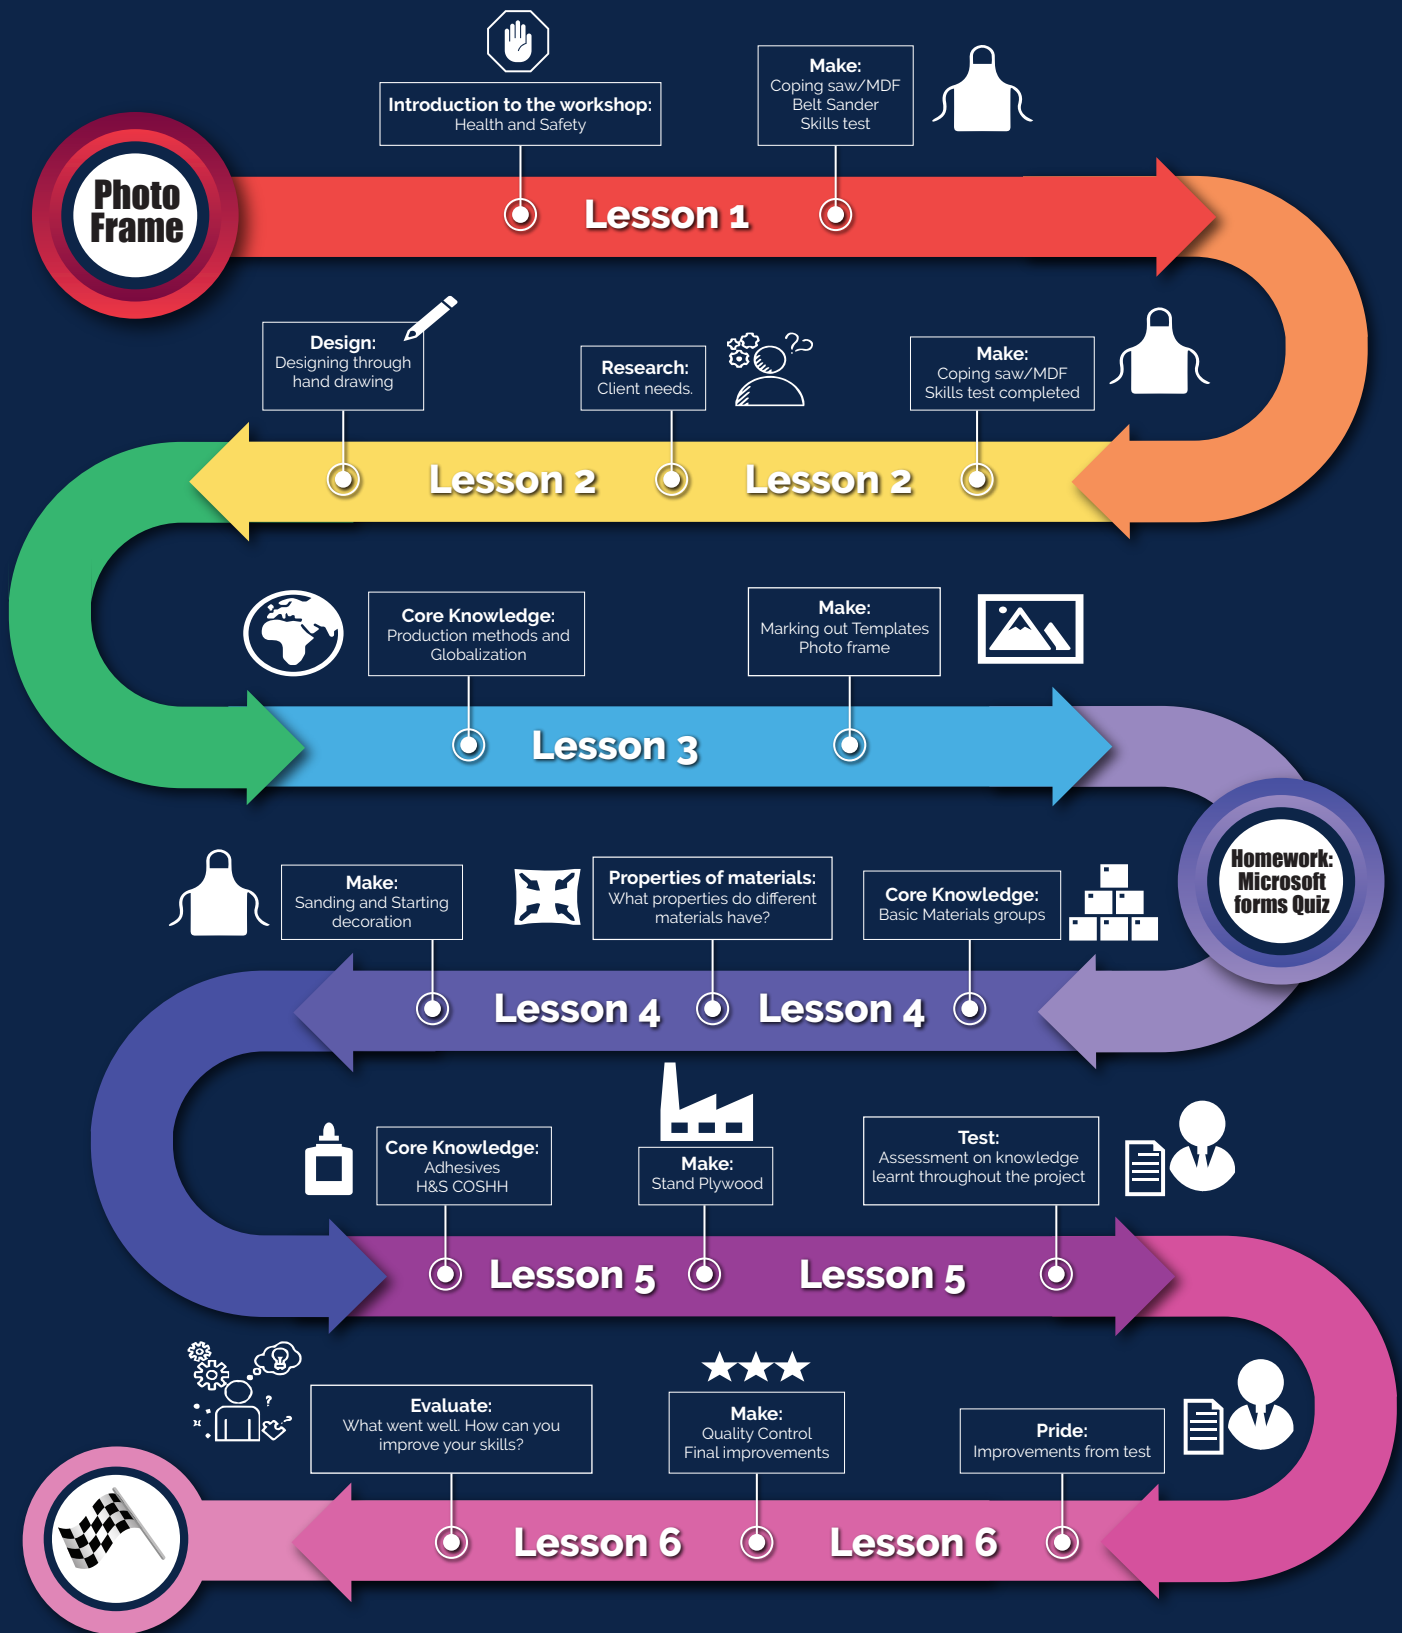 Photo
Frame
Introduction to the workshop:
Health and Safety
Make:
Coping saw/MDF
Belt Sander
Skills test
Lesson 1
Make:
Coping saw/MDF
Skills test completed
Research:
Client needs.
Design:
Designing through
hand drawing
Lesson 2
Lesson 2
Core Knowledge:
Production methods and
Globalization
Make:
Marking out Templates
Photo frame
Lesson 3
Homework:
Microsoft
forms Quiz
Core Knowledge:
Basic Materials groups
Properties of materials:
What properties do different
materials have?
Make:
Sanding and Starting
decoration
Lesson 4
Lesson 4
Core Knowledge:
Adhesives
H&S COSHH
Make:
Stand Plywood
Test:
Assessment on knowledge
learnt throughout the project
Lesson 5
Lesson 5
Pride:
Improvements from test
Make:
Quality Control
Final improvements
Evaluate:
What went well. How can you
improve your skills?
Lesson 6
Lesson 6